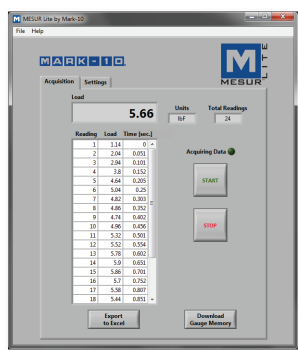 MESUR Lite by Mark-10
File Help
MARK-10
M
MESUR
LITE
Acquisition Settings
Load
5.66
Units
lbF
Total Readings
24
Reading Load Time [sec.]
1 1.14 0
2 2.04 0.051
3 2.94 0.101
4 3.8 0.152
5 4.64 0.205
6 5.04 0.25
7 4.82 0.303
8 4.86 0.352
9 4.74 0.402
10 4.96 0.456
11 5.32 0.501
12 5.52 0.554
13 5.78 0.602
14 5.9 0.651
15 5.86 0.701
16 5.7 0.752
17 5.58 0.807
18 5.44 0.851
Acquiring Data
START
STOP
Export
to Excel
Download
Gauge Memory